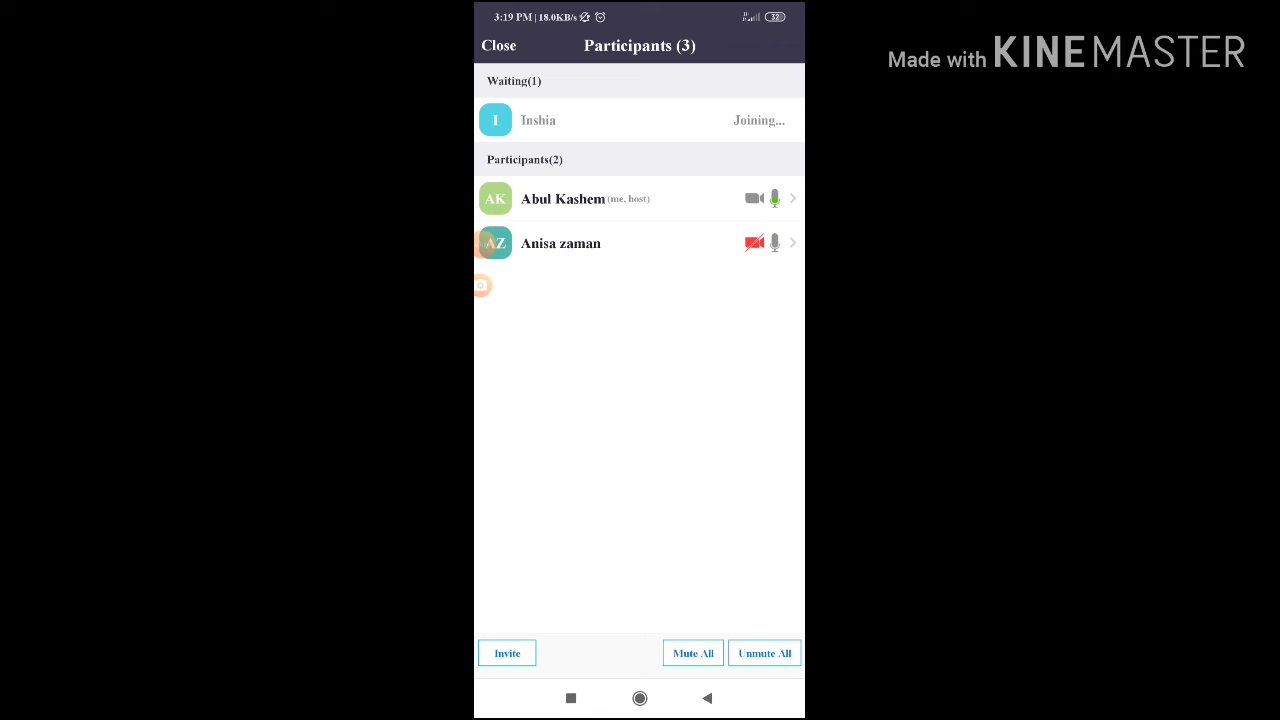 3:19 PM | 18.0KB/s 32
Close Participants (3)
Made with KINEMASTER
Waiting(1)
I Inshia Joining...
Participants(2)
AK Abul Kashem (me, host)
AZ Anisa zaman
Invite Mute All Unmute All